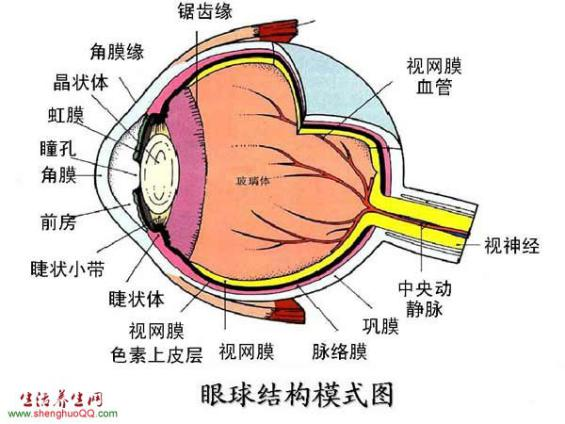 锯齿缘
角膜缘
晶状体
虹膜
瞳孔
角膜
前房
睫状小带
睫状体
视网膜
色素上皮层
视网膜
脉络膜
巩膜
中央动
静脉
视神经
视网膜
血管
玻璃体
眼球结构模式图
生活养生网
www.shenghuoQQ.com